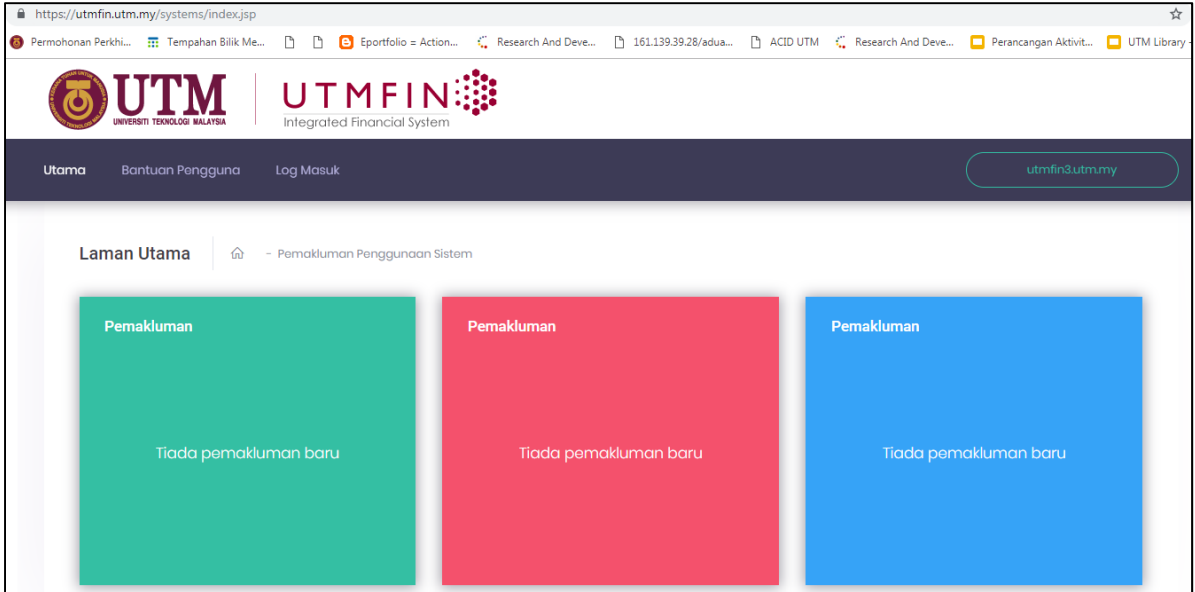 https://utmfin.utm.my/systems/index.jsp
Permohonan Perkhi... Tempahan Bilik Me... Eportfolio = Action... Research And Deve... 161.139.39.28/adua... ACID UTM Research And Deve... Perancangan Aktivit... UTM Library
UTM
UNIVERSITI TEKNOLOGI MALAYSIA
UTMFIN
Integrated Financial System
Utama Bantuan Pengguna Log Masuk utmfin3.utm.my
Laman Utama - Pemakluman Penggunaan Sistem
Pemakluman Pemakluman Pemakluman
Tiada pemakluman baru Tiada pemakluman baru Tiada pemakluman baru